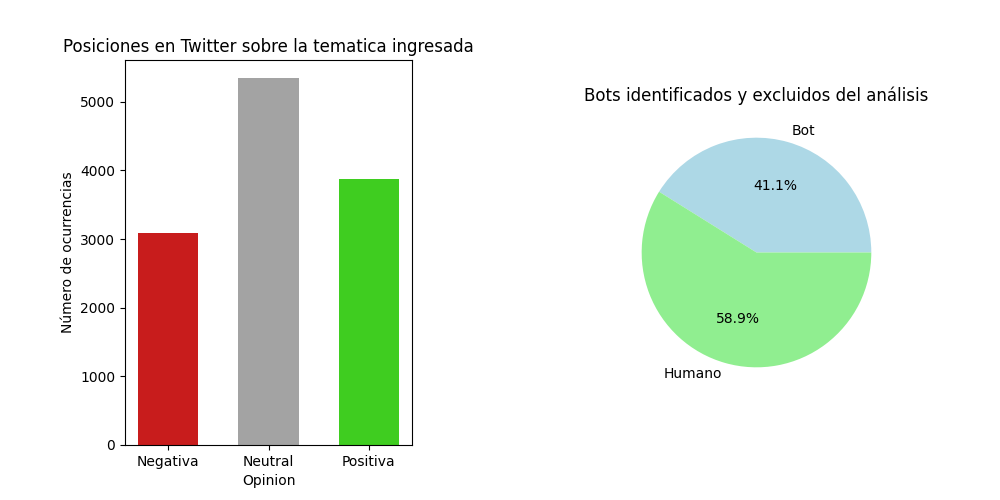 Posiciones en Twitter sobre la tematica ingresada
Número de ocurrencias
5000
4000
3000
2000
1000
0
Negativa
Neutral
Positiva
Opinion
Bots identificados y excluidos del análisis
Bot
41.1%
58.9%
Humano